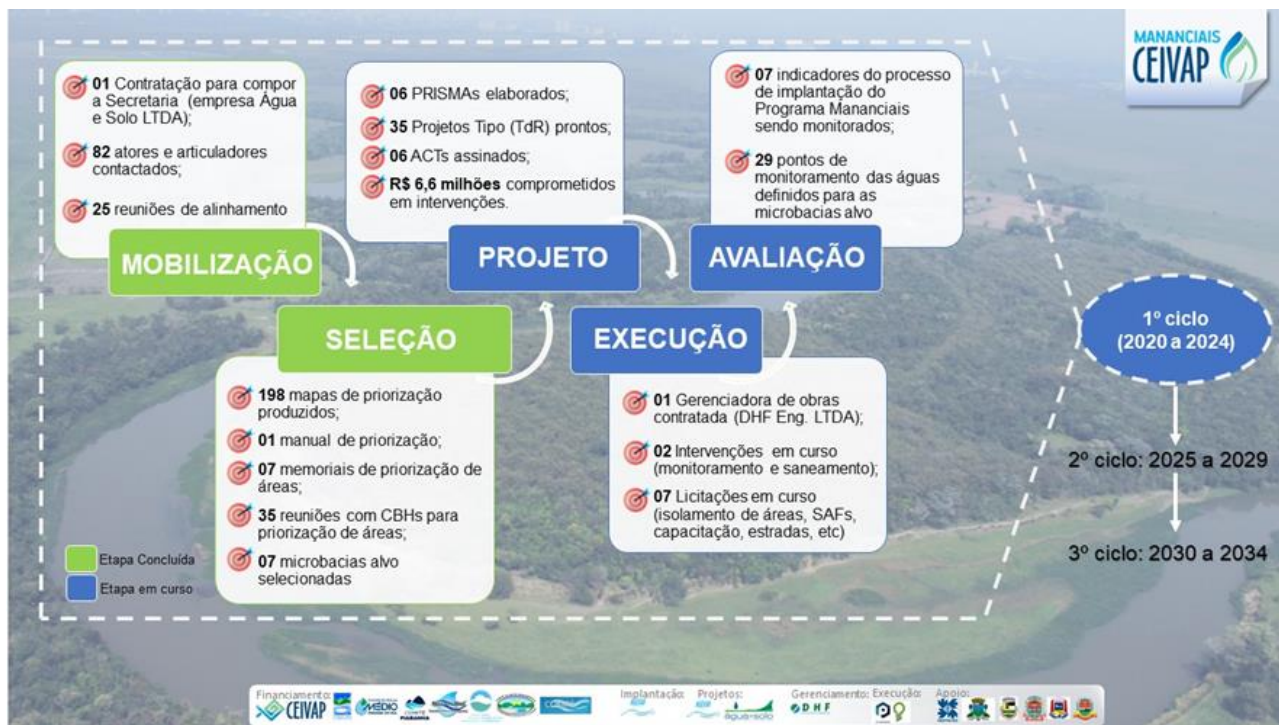 MANANCIAIS
CEIVAP
01 Contratação para compor
a Secretaria (empresa Água
e Solo LTDA);
82 atores e articuladores
contactados;
25 reuniões de alinhamento
MOBILIZAÇÃO
06 PRISMAs elaborados;
35 Projetos Tipo (TdR) prontos;
06 ACTs assinados;
R$ 6,6 milhões comprometidos
em intervenções.
PROJETO
07 indicadores do processo
de implantação do
Programa Mananciais
sendo monitorados;
29 pontos de
monitoramento das águas
definidos para as
microbacias alvo
AVALIAÇÃO
SELEÇÃO
198 mapas de priorização
produzidos;
01 manual de priorização;
07 memoriais de priorização de
áreas;
35 reuniões com CBHs para
priorização de áreas;
07 microbacias alvo
selecionadas
EXECUÇÃO
01 Gerenciadora de obras
contratada (DHF Eng. LTDA);
02 Intervenções em curso
(monitoramento e saneamento);
07 Licitações em curso
(isolamento de áreas, SAFs,
capacitação, estradas, etc)
1º ciclo
(2020 a 2024)
2º ciclo: 2025 a 2029
3º ciclo: 2030 a 2034
Etapa Concluída
Etapa em curso
Financiamento:
CEIVAP
MÉDIO
COMITÊ
PIABANHA
Implantação:
Projetos:
água e solo
Gerenciamento:
DHF
Execução:
Apoio: